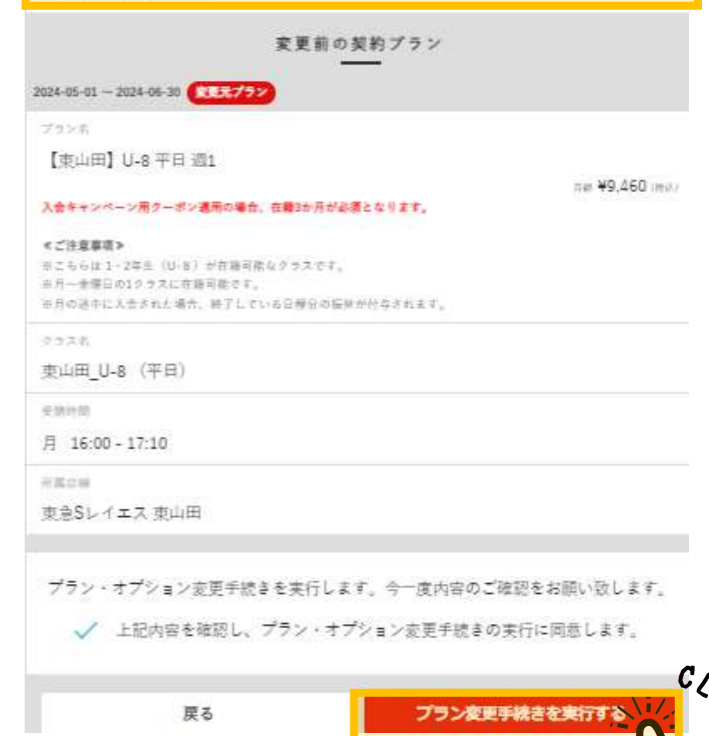 変更前の契約プラン
2024-05-01 ― 2024-06-30 変更元プラン
プラン名
【東山田】U-8 平日 週1
月額 ¥9,460 (税込)
入会キャンペーン用クーポン適用の場合、在籍3か月が必須となります。
≪ご注意事項≫
※こちらは1・2年生（U-8）が在籍可能なクラスです。
※月－金曜日の1クラスに在籍可能です。
※月の途中に入会された場合、終了している日曜分の振替が付与されます。
クラス名
東山田_U-8 （平日）
受講時間
月 16:00 - 17:10
所属店舗
東急Sレイエス 東山田
プラン・オプション変更手続きを実行します。今一度内容のご確認をお願い致します。
上記内容を確認し、プラン・オプション変更手続きの実行に同意します。
戻る
プラン変更手続きを実行する